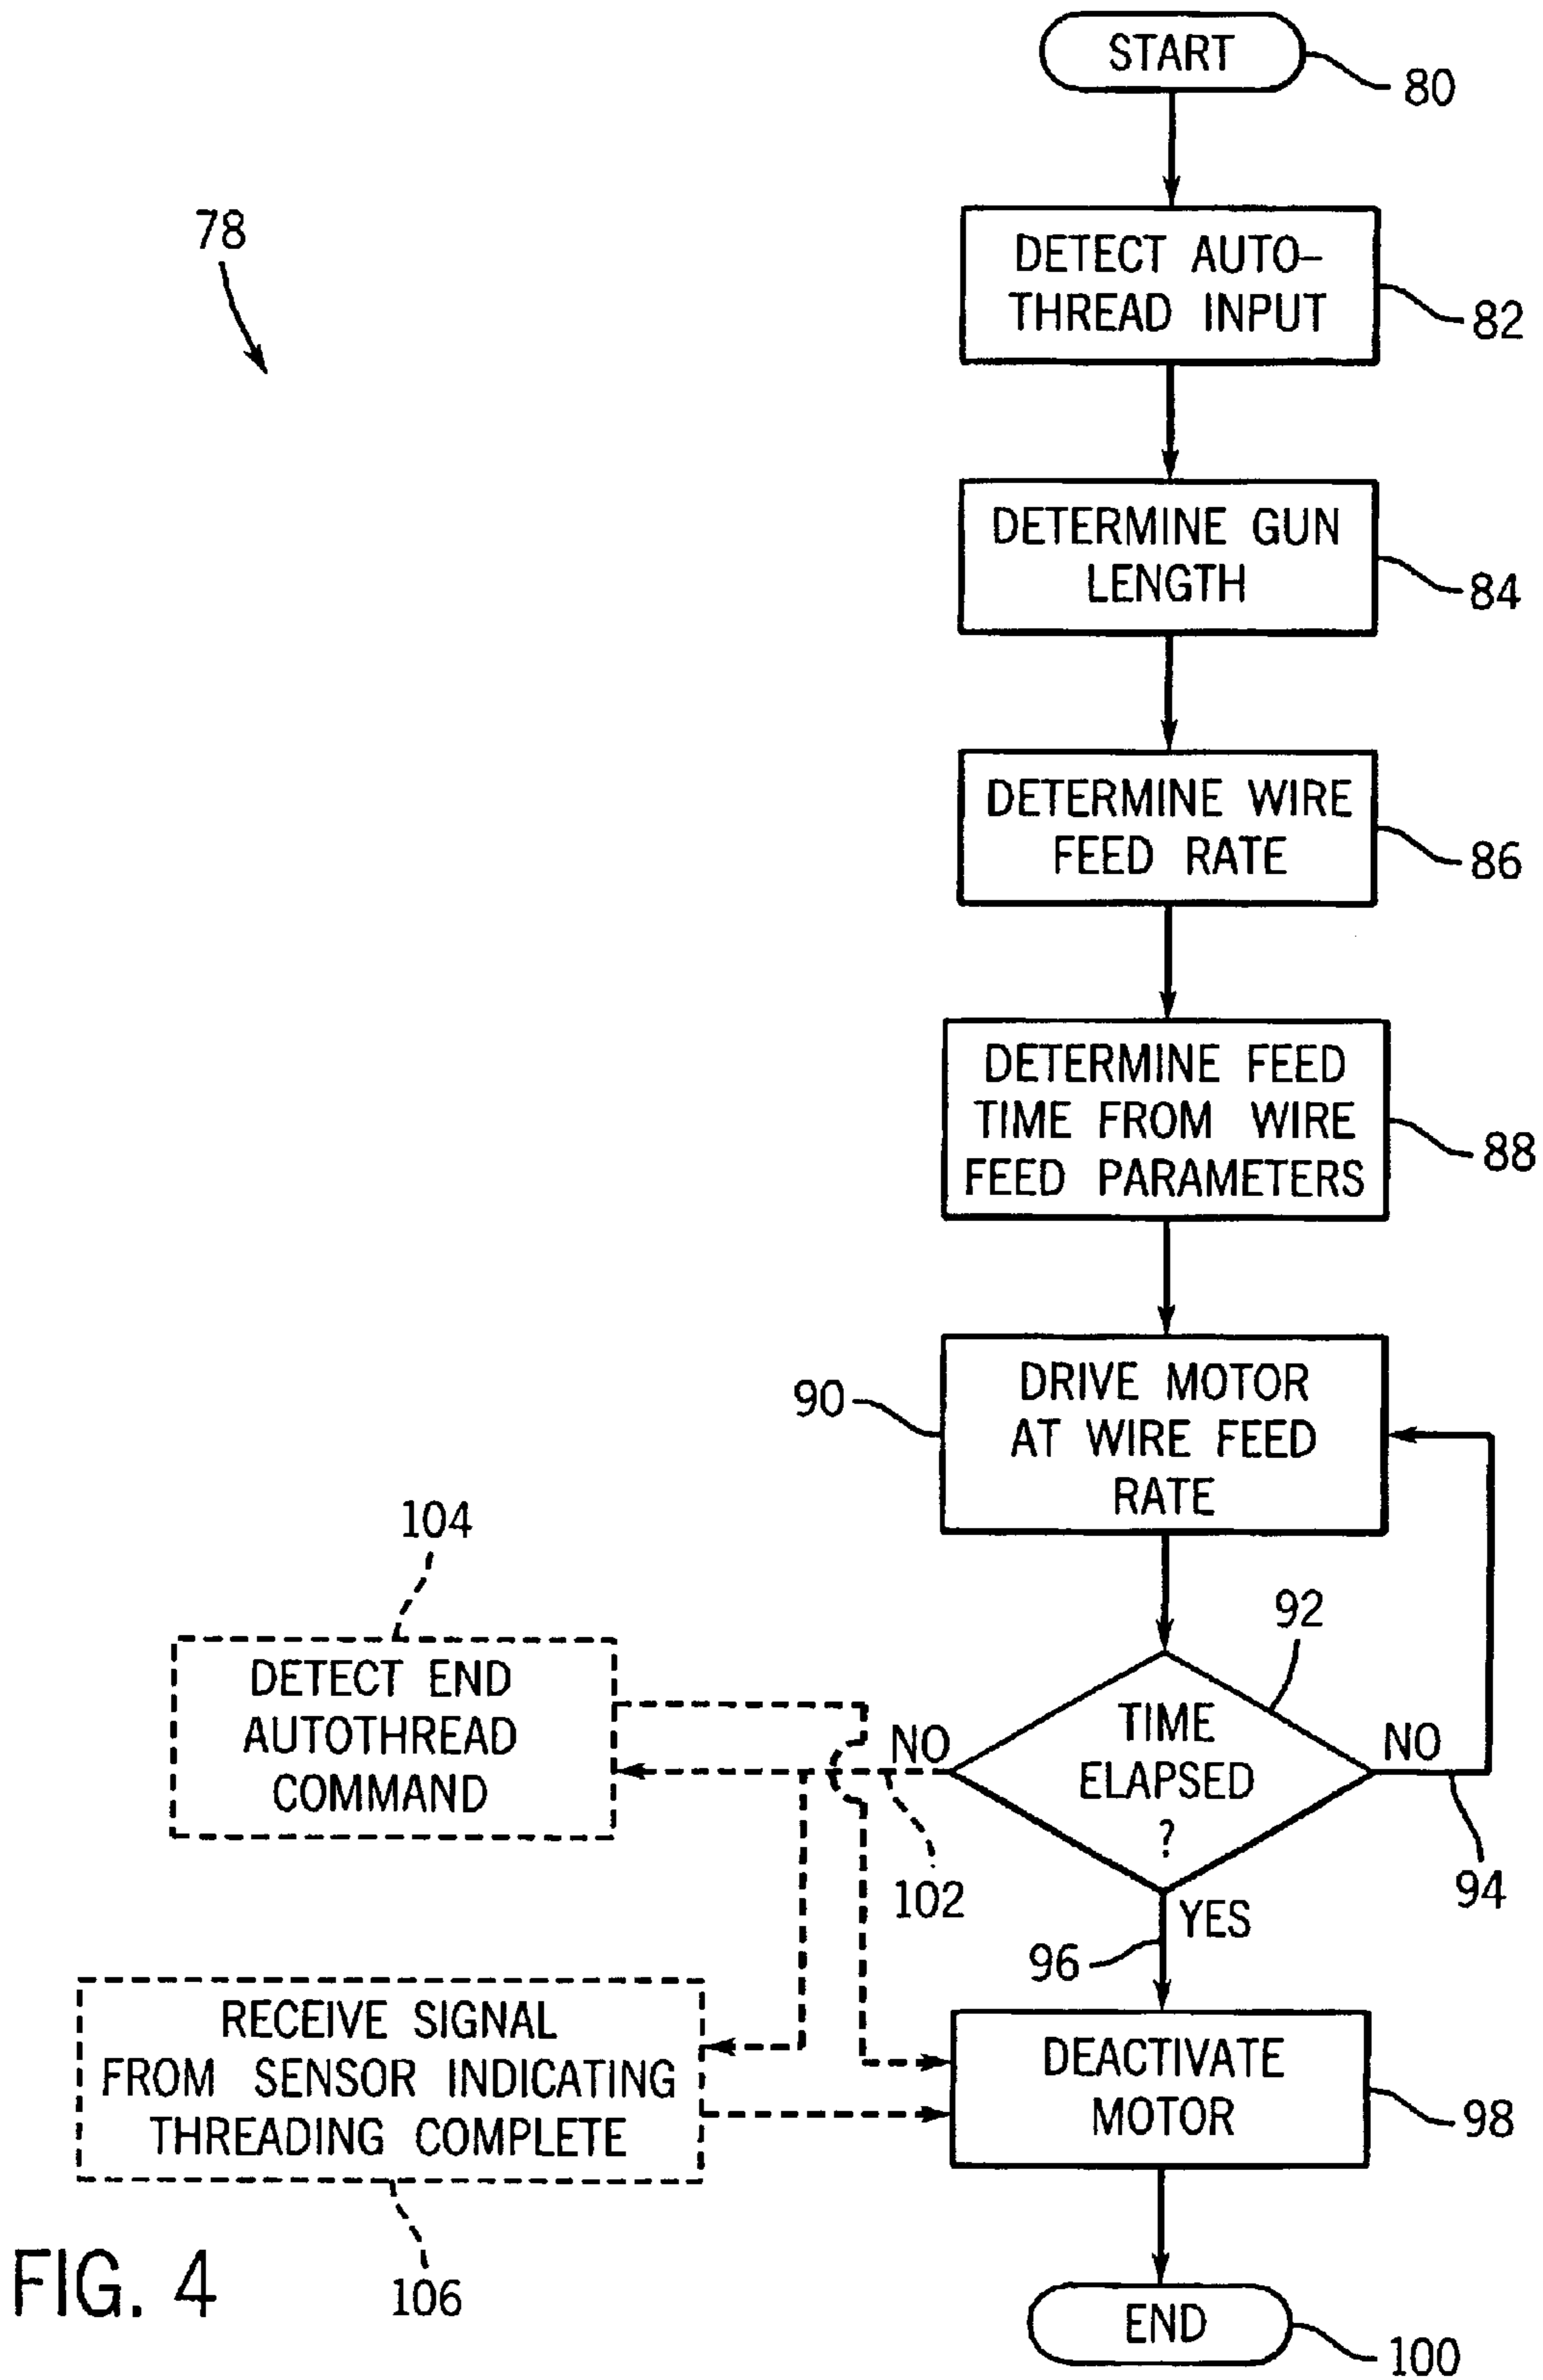 START
80
78
DETECT AUTO-
THREAD INPUT
82
DETERMINE GUN
LENGTH
84
DETERMINE WIRE
FEED RATE
86
DETERMINE FEED
TIME FROM WIRE
FEED PARAMETERS
88
90
DRIVE MOTOR
AT WIRE FEED
RATE
104
92
DETECT END
AUTOTHREAD
COMMAND
NO
TIME
ELAPSED
?
NO
102
94
YES
96
RECEIVE SIGNAL
FROM SENSOR INDICATING
THREADING COMPLETE
DEACTIVATE
MOTOR
98
106
FIG. 4
END
100